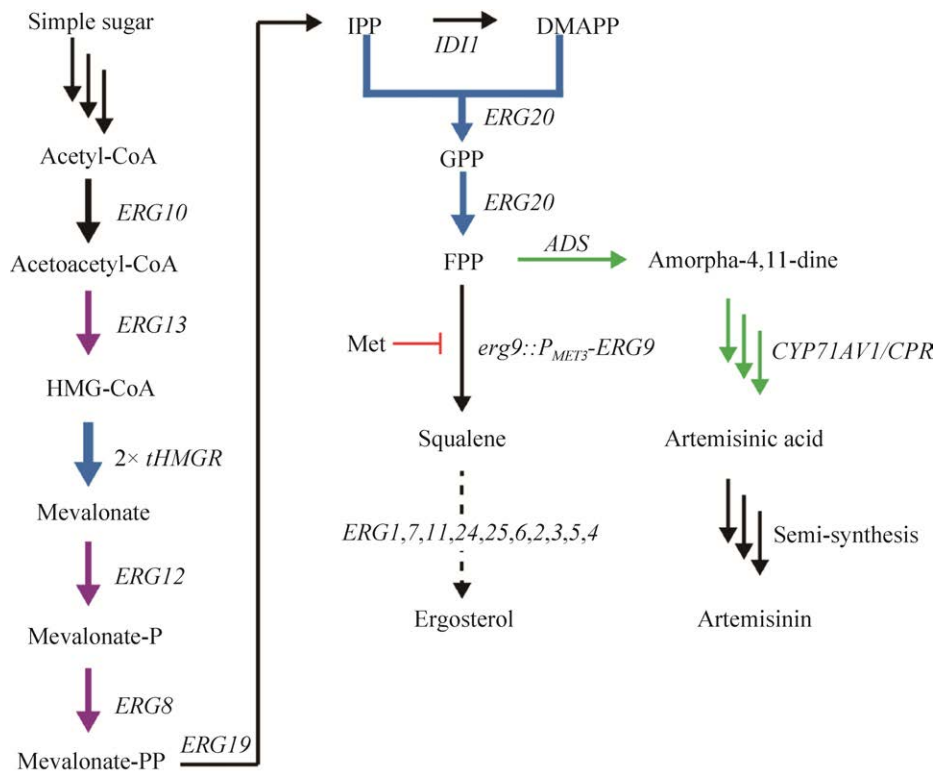 Simple sugar
Acetyl-CoA
ERG10
Acetoacetyl-CoA
ERG13
HMG-CoA
2× tHMGR
Mevalonate
ERG12
Mevalonate-P
ERG8
Mevalonate-PP
ERG19
IPP
IDI1
DMAPP
ERG20
GPP
ERG20
FPP
ADS
Amorpha-4,11-dine
Met
erg9::PMET3-ERG9
CYP71AV1/CPR
Squalene
Artemisinic acid
ERG1,7,11,24,25,6,2,3,5,4
Semi-synthesis
Ergosterol
Artemisinin